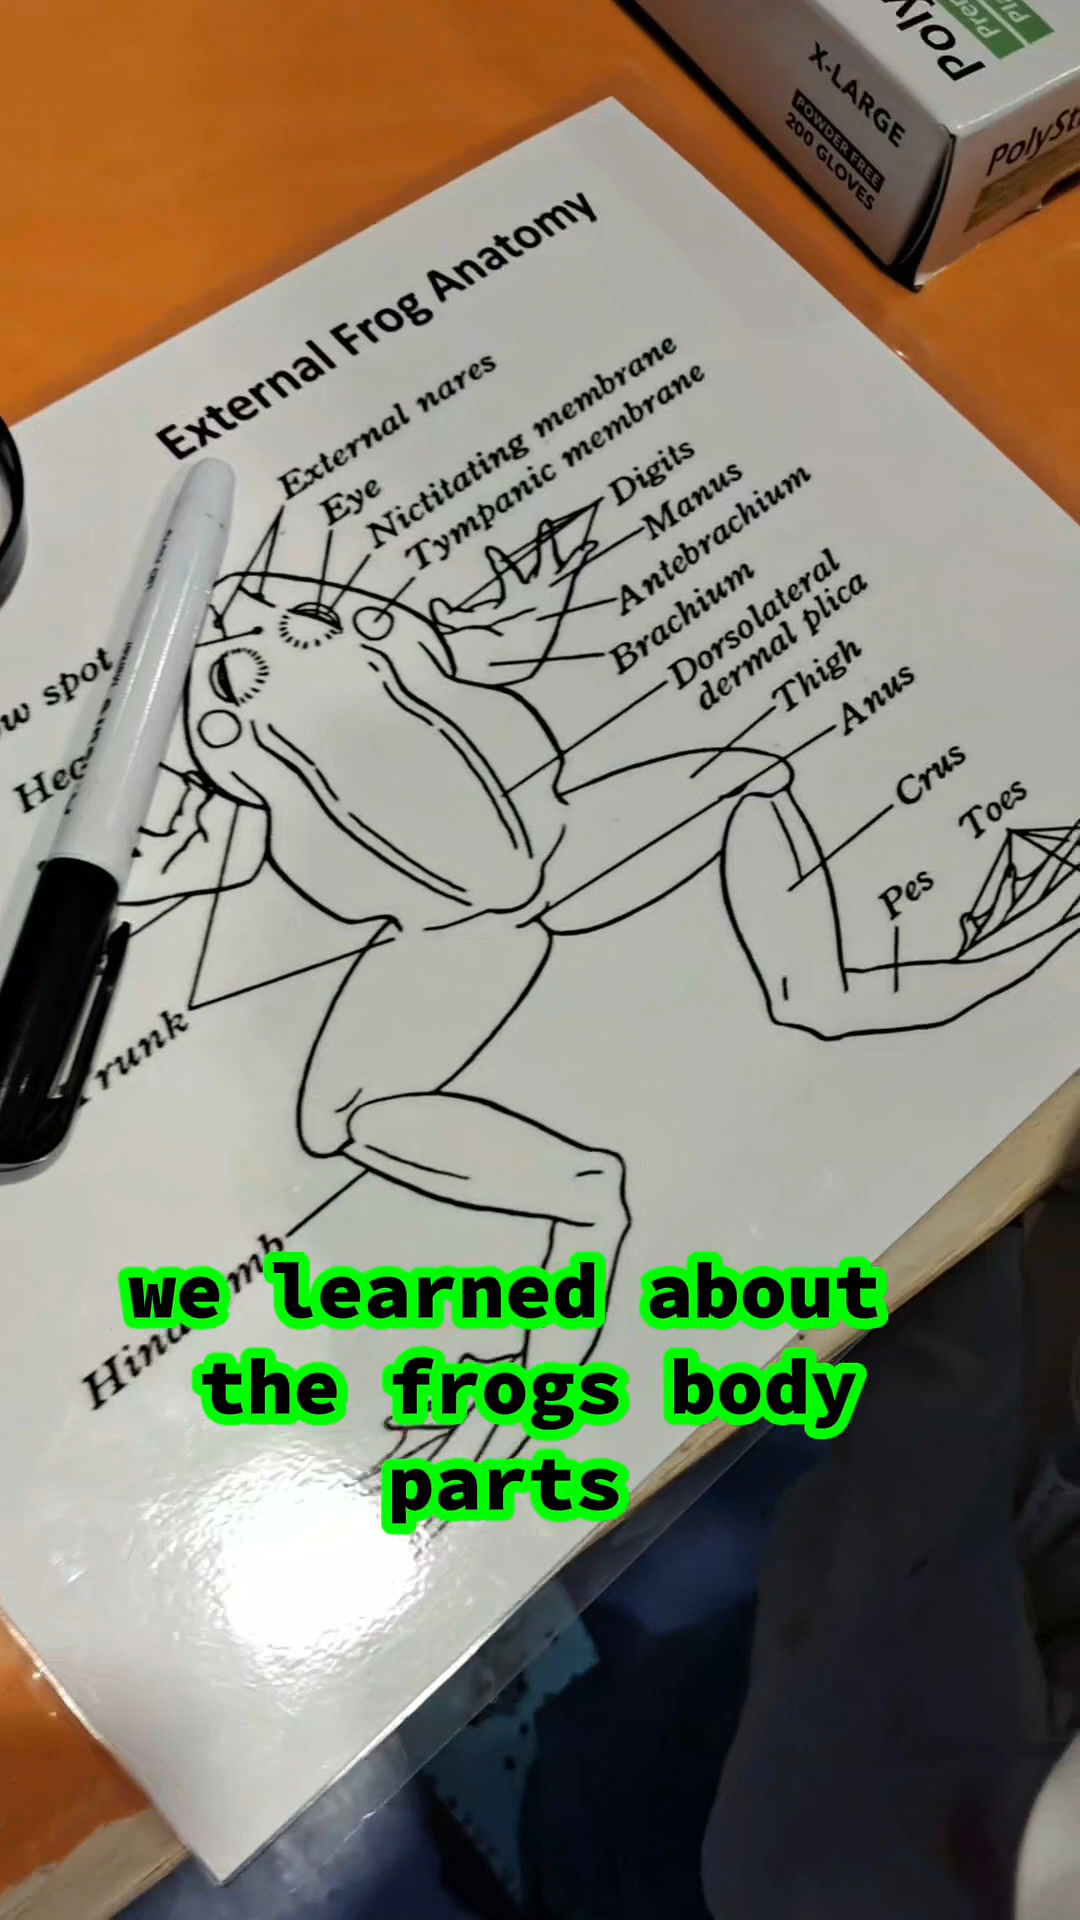 X-LARGE
POWDER FREE
200 GLOVES
External Frog Anatomy
External nares
Eye
Nictitating membrane
Tympanic membrane
Digits
Manus
Antebrachium
Brachium
Dorsolateral
dermal plica
Thigh
Anus
Crus
Toes
Pes
spot
we learned about
the frogs body
parts